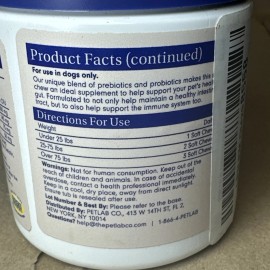 Product Facts (continued)
For use in dogs only.
Our unique blend of prebiotics and probiotics makes this
chew an ideal supplement to help support your pet's
gut. Formulated to not only help maintain a healthy
tract, but to also help support the immune system too.
Directions For Use
Weight
Under 25 lbs 1 Soft
25-75 lbs 2 Soft
Over 75 lbs 3 Soft
Warnings: Not for human consumption. Keep out of the
reach of children and animals. In case of accidental
overdose, contact a health professional immediately.
Keep in a cool, dry place, away from direct sunlight.
Ensure tub is resealed after use.
Lot Number & Best By: Please refer to the base.
Distributed By: PETLAB CO., 413 W 14TH ST, FL 2,
NEW YORK, NY 10014
Questions? help@thepetlabco.com | 1-866-4-PETLAB